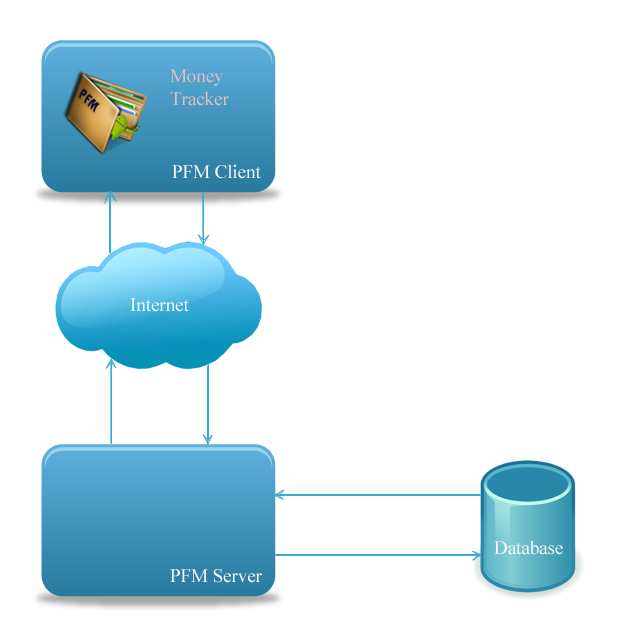 Money
Tracker
PFM
PFM Client
Internet
PFM Server
Database